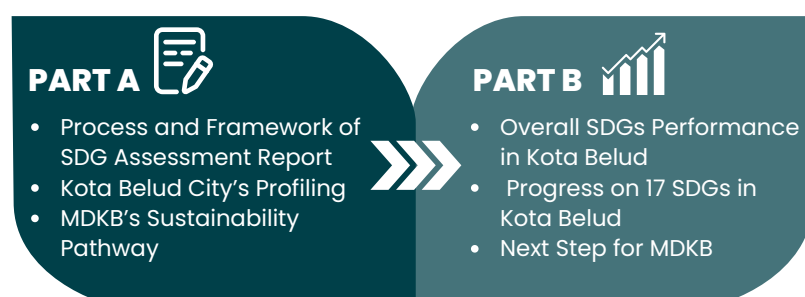 PART A
• Process and Framework of
SDG Assessment Report
• Kota Belud City's Profiling
• MDKB's Sustainability
Pathway
PART B
• Overall SDGs Performance
in Kota Belud
• Progress on 17 SDGs in
Kota Belud
• Next Step for MDKB